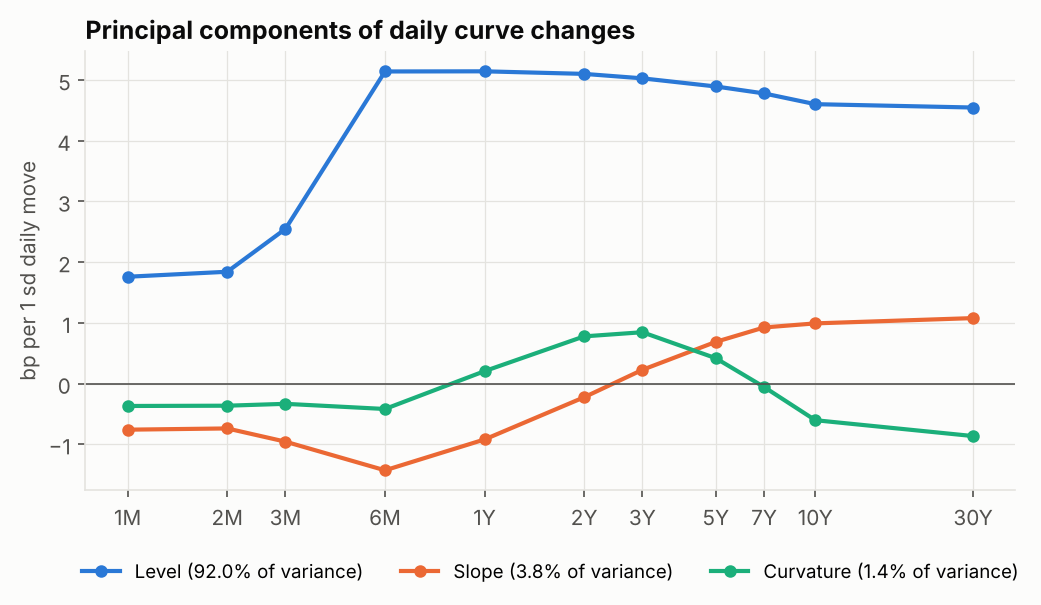 Principal components of daily curve changes
bp per 1 sd daily move
5
4
3
2
1
0
−1
1M 2M 3M 6M 1Y 2Y 3Y 5Y 7Y 10Y 30Y
Level (92.0% of variance) Slope (3.8% of variance) Curvature (1.4% of variance)